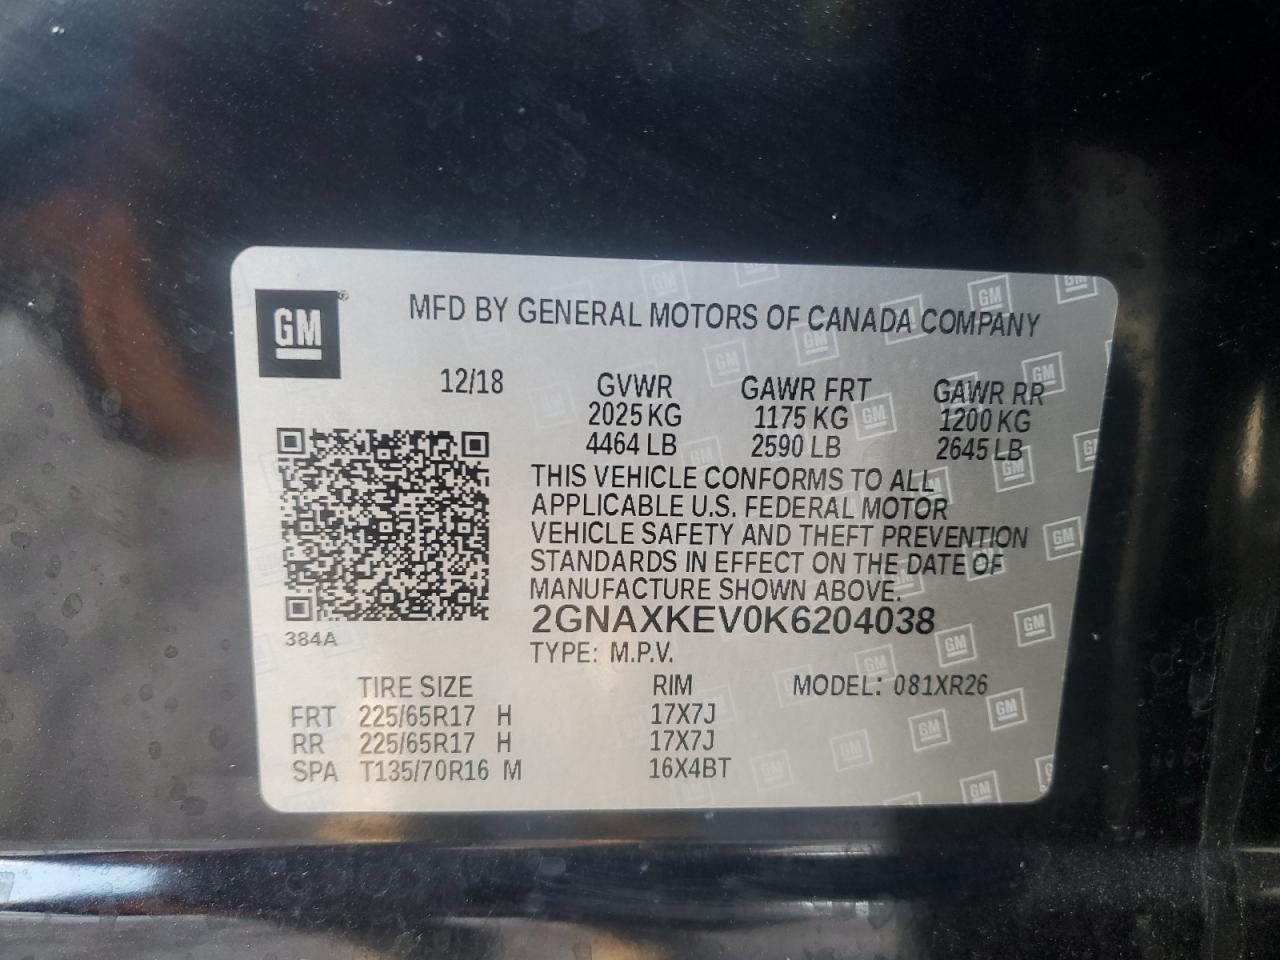 GM
MFD BY GENERAL MOTORS OF CANADA COMPANY
12/18 GVWR GAWR FRT GAWR RR
2025 KG 1175 KG 1200 KG
4464 LB 2590 LB 2645 LB
THIS VEHICLE CONFORMS TO ALL
APPLICABLE U.S. FEDERAL MOTOR
VEHICLE SAFETY AND THEFT PREVENTION
STANDARDS IN EFFECT ON THE DATE OF
MANUFACTURE SHOWN ABOVE.
2GNAXKEV0K6204038
384A
TYPE: M.P.V.
TIRE SIZE RIM MODEL: 081XR26
FRT 225/65R17 H 17X7J
RR 225/65R17 H 17X7J
SPA T135/70R16 M 16X4BT